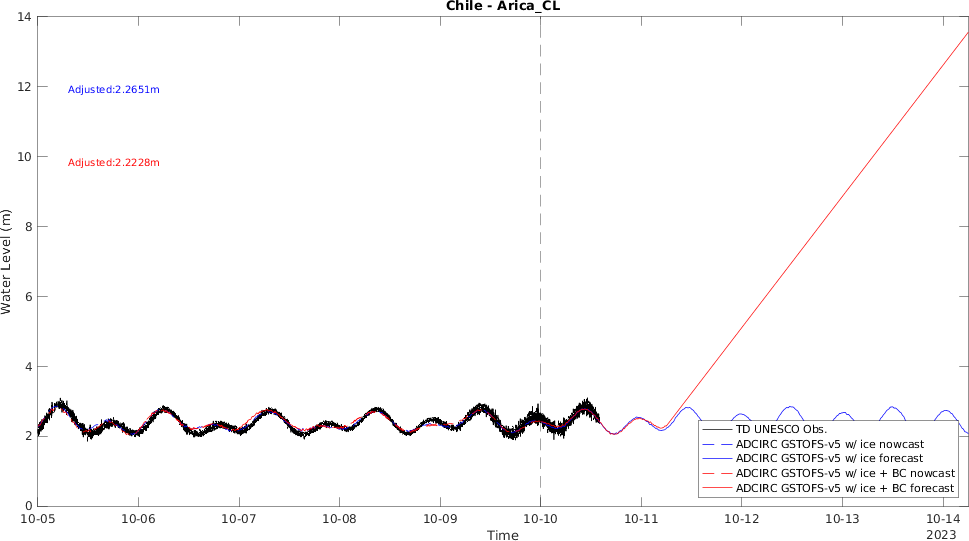 Chile - Arica_CL
14
12
10
8
6
4
2
0
Water Level (m)
Adjusted:2.2651m
Adjusted:2.2228m
TD UNESCO Obs.
ADCIRC GSTOFS-v5 w/ ice nowcast
ADCIRC GSTOFS-v5 w/ ice forecast
ADCIRC GSTOFS-v5 w/ ice + BC nowcast
ADCIRC GSTOFS-v5 w/ ice + BC forecast
10-05 10-06 10-07 10-08 10-09 10-10 10-11 10-12 10-13 10-14
2023
Time